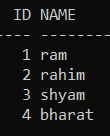 ID NAME
---- --------
1 ram
2 rahim
3 shyam
4 bharat